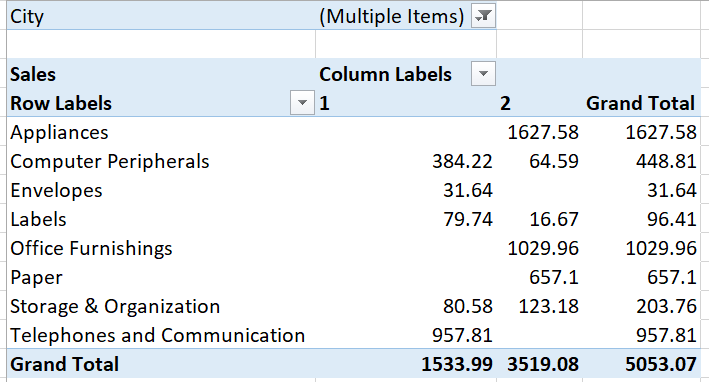 City (Multiple Items)
Sales Column Labels
Row Labels 1 2 Grand Total
Appliances 1627.58 1627.58
Computer Peripherals 384.22 64.59 448.81
Envelopes 31.64 31.64
Labels 79.74 16.67 96.41
Office Furnishings 1029.96 1029.96
Paper 657.1 657.1
Storage & Organization 80.58 123.18 203.76
Telephones and Communication 957.81 957.81
Grand Total 1533.99 3519.08 5053.07